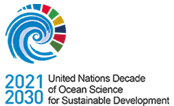 2021
2030
United Nations Decade
of Ocean Science
for Sustainable Development